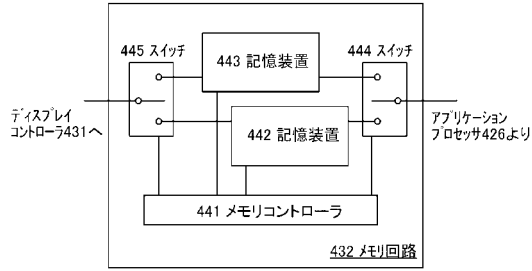 445 スイッチ
444 スイッチ
443 記憶装置
ディスプレイ
コントローラ431へ
442 記憶装置
アプリケーション
プロセッサ426より
441 メモリコントローラ
432 メモリ回路